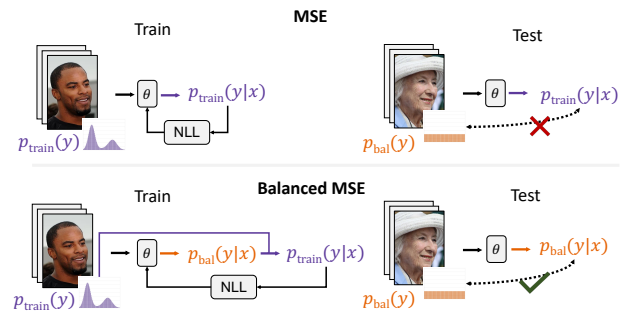 MSE
Train
Test
θ
p_train(y|x)
NLL
p_train(y)
θ
p_train(y|x)
p_bal(y)
Balanced MSE
Train
Test
θ
p_bal(y|x)
p_train(y|x)
NLL
p_train(y)
θ
p_bal(y|x)
p_bal(y)